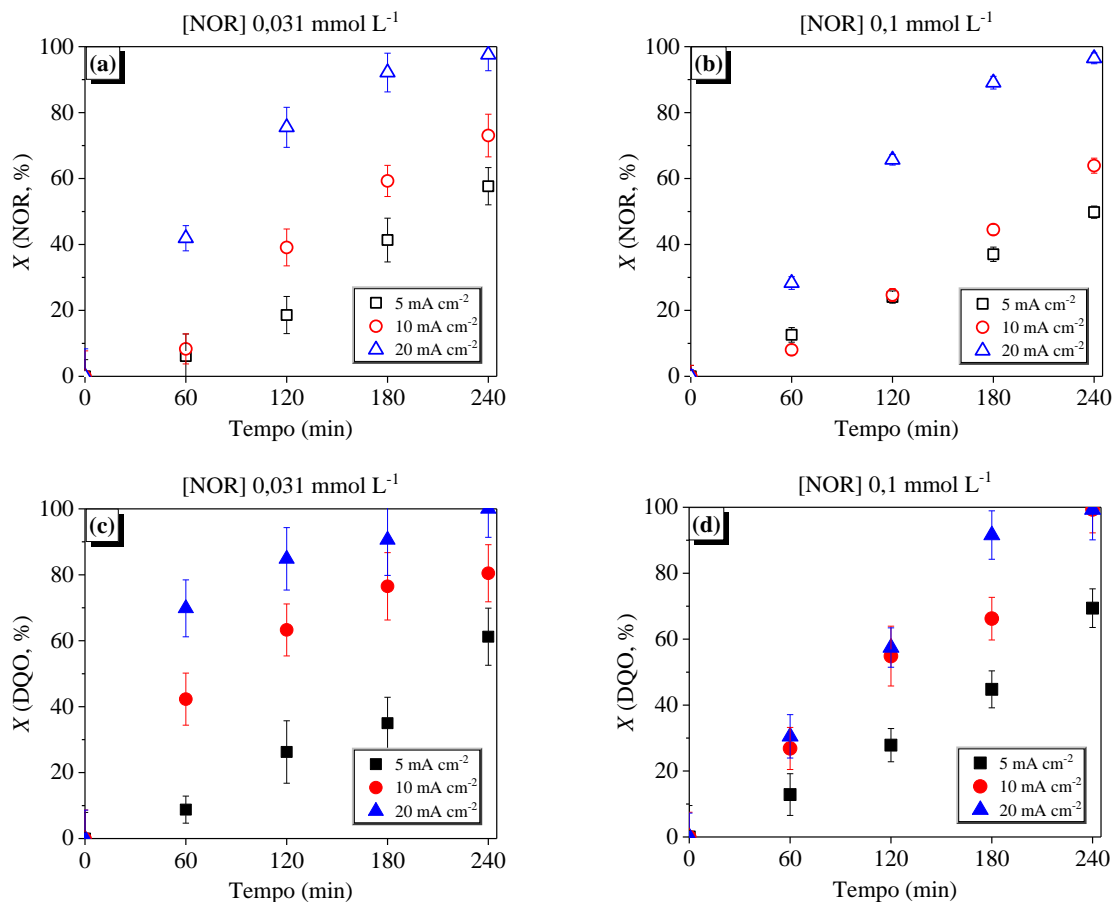 [NOR] 0,031 mmol L⁻¹
(a)
X (NOR, %)
100
80
60
40
20
0
5 mA cm⁻²
10 mA cm⁻²
20 mA cm⁻²
0 60 120 180 240
Tempo (min)
[NOR] 0,1 mmol L⁻¹
(b)
X (NOR, %)
100
80
60
40
20
0
5 mA cm⁻²
10 mA cm⁻²
20 mA cm⁻²
0 60 120 180 240
Tempo (min)
[NOR] 0,031 mmol L⁻¹
(c)
X (DQO, %)
100
80
60
40
20
0
5 mA cm⁻²
10 mA cm⁻²
20 mA cm⁻²
0 60 120 180 240
Tempo (min)
[NOR] 0,1 mmol L⁻¹
(d)
X (DQO, %)
100
80
60
40
20
0
5 mA cm⁻²
10 mA cm⁻²
20 mA cm⁻²
0 60 120 180 240
Tempo (min)